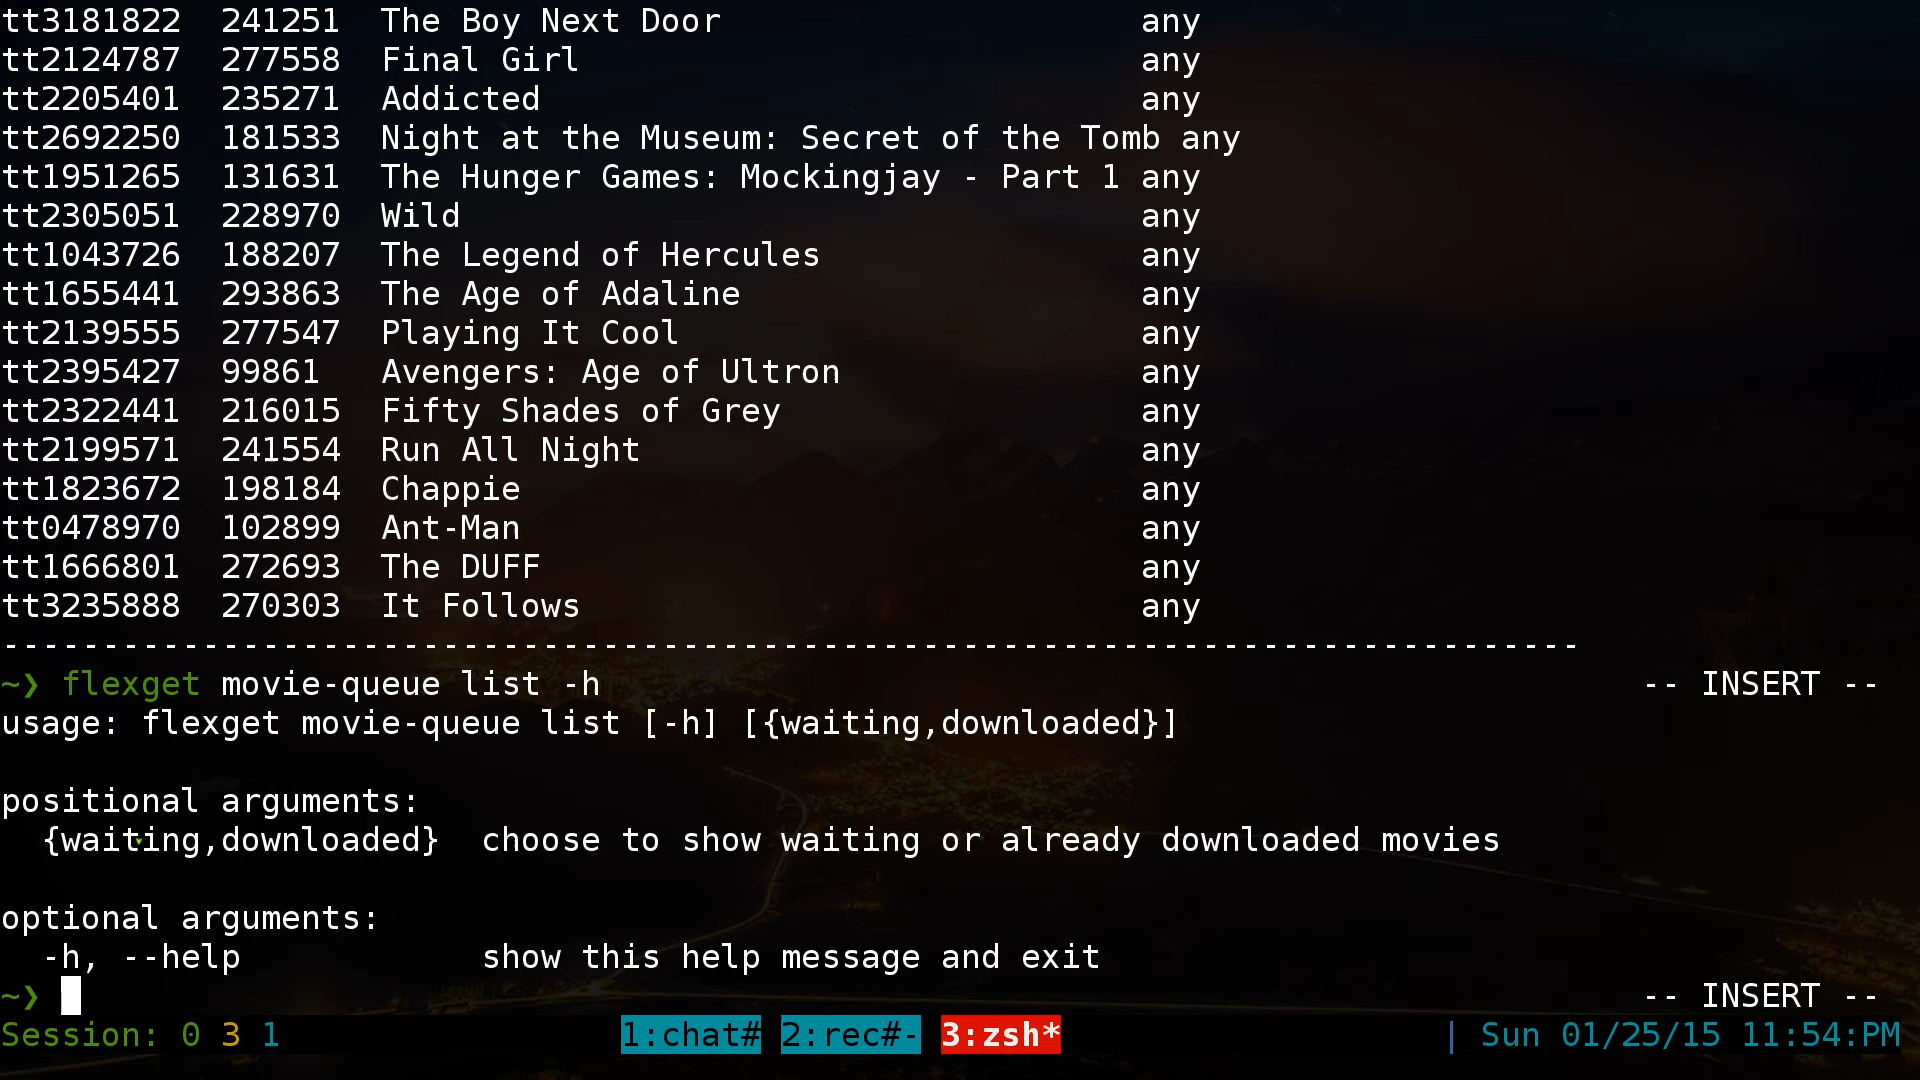 tt3181822  241251  The Boy Next Door                     any
tt2124787  277558  Final Girl                            any
tt2205401  235271  Addicted                              any
tt2692250  181533  Night at the Museum: Secret of the Tomb any
tt1951265  131631  The Hunger Games: Mockingjay - Part 1 any
tt2305051  228970  Wild                                  any
tt1043726  188207  The Legend of Hercules                any
tt1655441  293863  The Age of Adaline                    any
tt2139555  277547  Playing It Cool                       any
tt2395427  99861   Avengers: Age of Ultron               any
tt2322441  216015  Fifty Shades of Grey                  any
tt2199571  241554  Run All Night                         any
tt1823672  198184  Chappie                               any
tt0478970  102899  Ant-Man                               any
tt1666801  272693  The DUFF                              any
tt3235888  270303  It Follows                            any
-------------------------------------------------------------------------------
~❯ flexget movie-queue list -h                                                    -- INSERT --
usage: flexget movie-queue list [-h] [{waiting,downloaded}]

positional arguments:
  {waiting,downloaded}  choose to show waiting or already downloaded movies

optional arguments:
  -h, --help            show this help message and exit
~❯                                                                                -- INSERT --
Session: 0 3 1                 1:chat# 2:rec#- 3:zsh*                   | Sun 01/25/15 11:54:PM